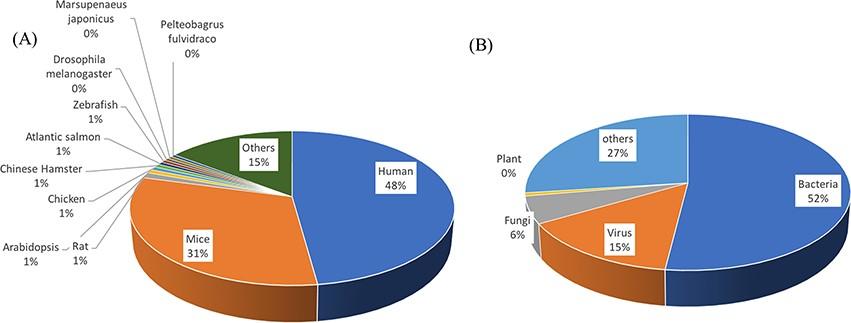 (A)
Marsupenaeus
japonicus
0%
Pelteobagrus
fulvidraco
0%
Drosophila
melanogaster
0%
Zebrafish
1%
Atlantic salmon
1%
Chinese Hamster
1%
Chicken
1%
Arabidopsis
1%
Rat
1%
Others
15%
Human
48%
Mice
31%
(B)
others
27%
Plant
0%
Bacteria
52%
Fungi
6%
Virus
15%